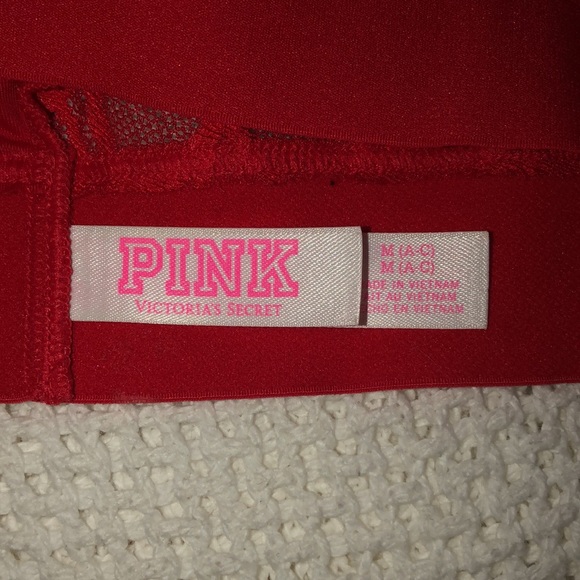 PINK
VICTORIA'S SECRET
M (A-C)
M (A C)
IN VIETNAM
AU VIETNAM
EN VIETNAM